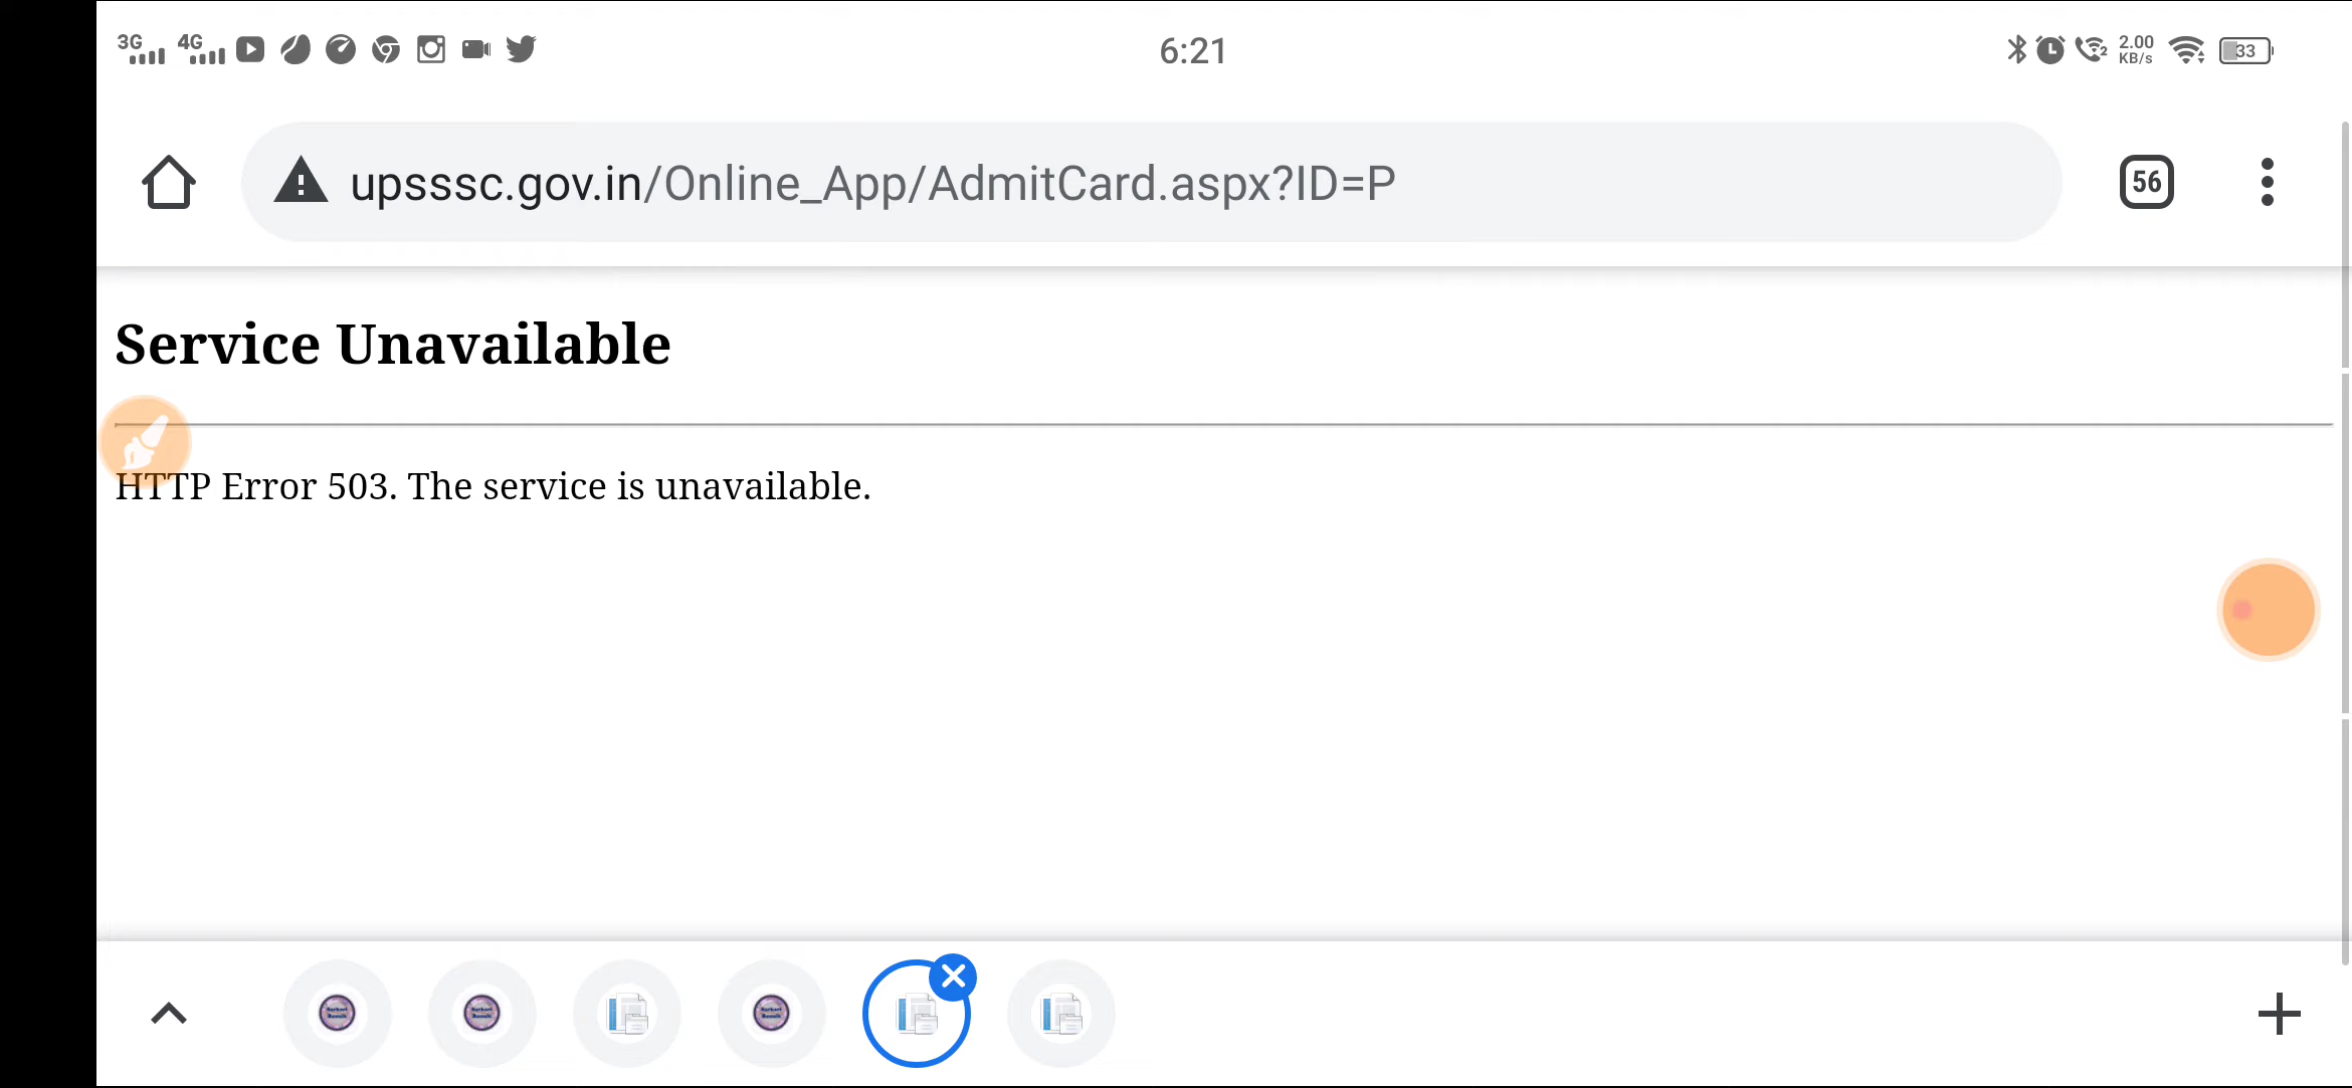 3G 4G 6:21 2 2.00 KB/s 33
upsssc.gov.in/Online_App/AdmitCard.aspx?ID=P 56
Service Unavailable
HTTP Error 503. The service is unavailable.